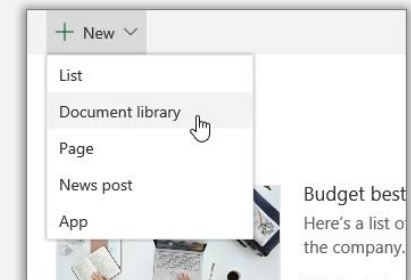 New
List
Document library
Page
News post
App
Budget best
Here's a list o
the company.